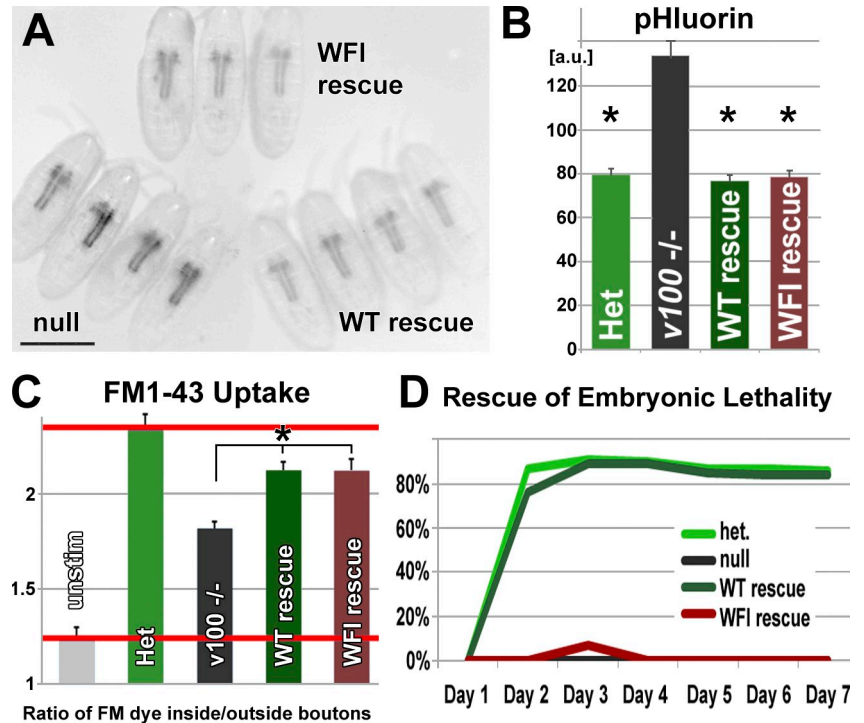 A
WFI
rescue
null
WT rescue
B
pHluorin
[a.u.]
120
100
80
60
40
20
0
*
*
*
Het
v100 -/-
WT rescue
WFI rescue
C
FM1-43 Uptake
2
1.5
1
*
unstim
Het
v100 -/-
WT rescue
WFI rescue
Ratio of FM dye inside/outside boutons
D
Rescue of Embryonic Lethality
80%
60%
40%
20%
0%
het.
null
WT rescue
WFI rescue
Day 1 Day 2 Day 3 Day 4 Day 5 Day 6 Day 7